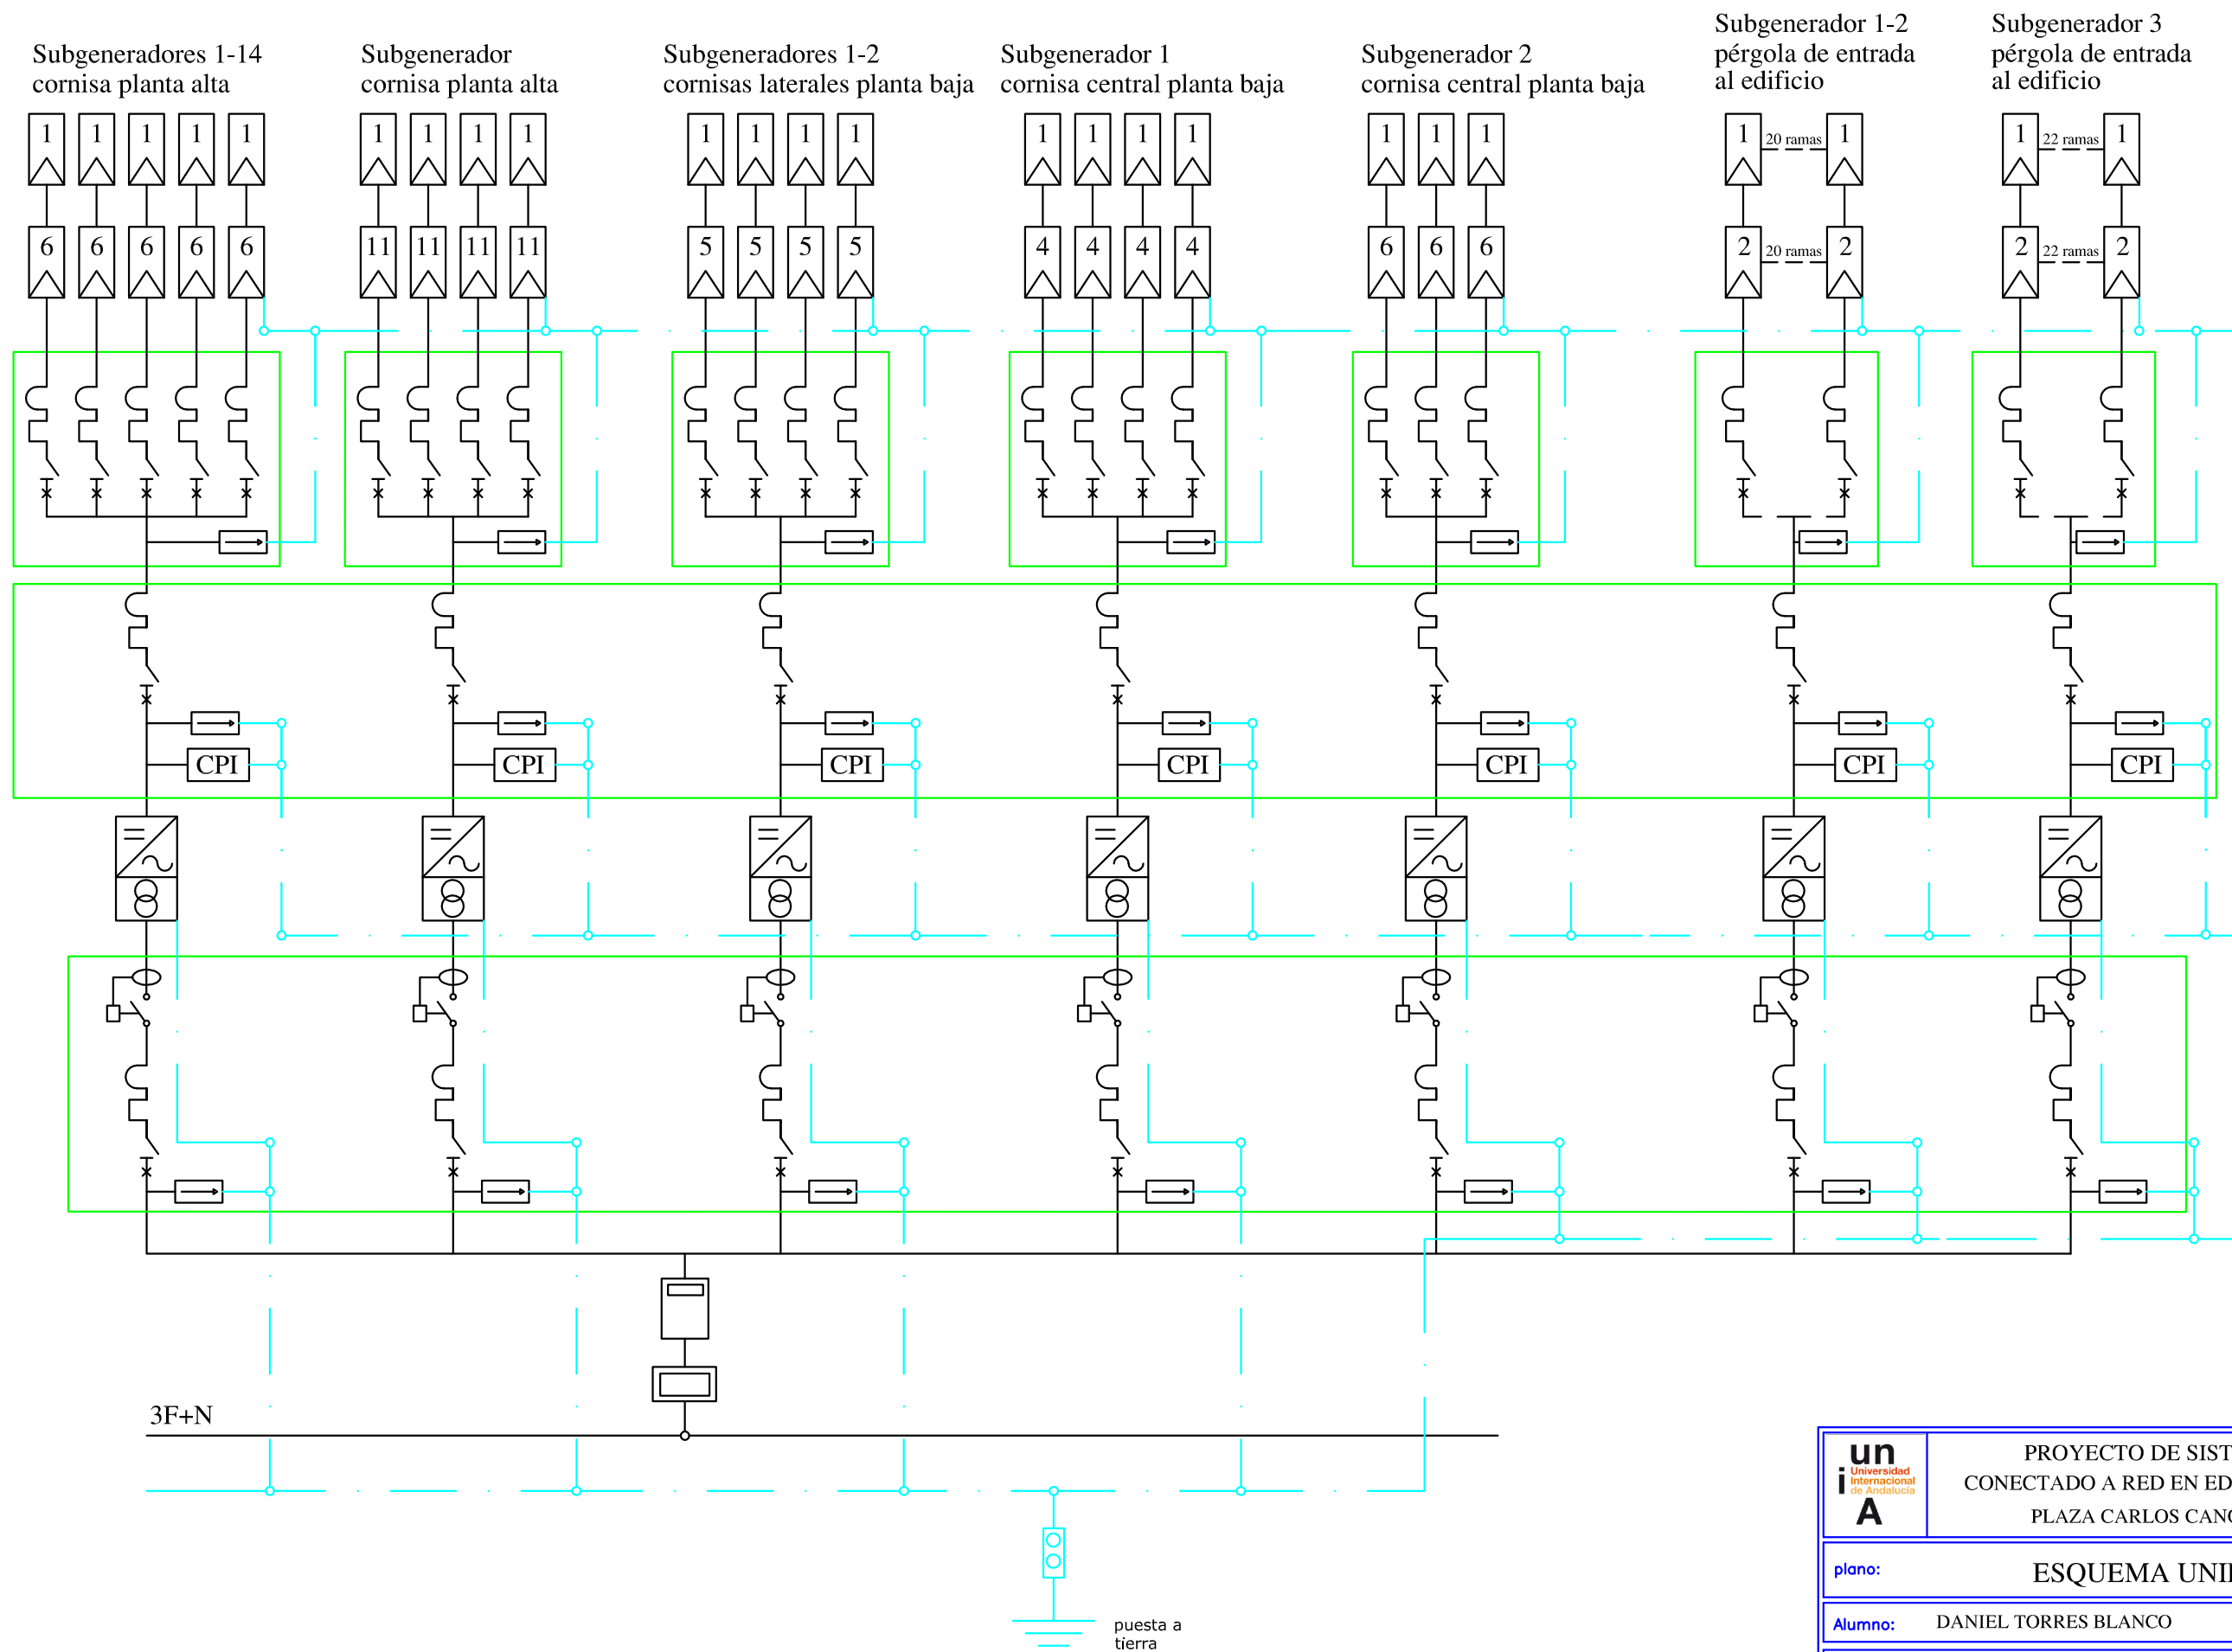 Subgeneradores 1-14
cornisa planta alta
Subgenerador
cornisa planta alta
Subgeneradores 1-2
cornisas laterales planta baja
Subgenerador 1
cornisa central planta baja
Subgenerador 2
cornisa central planta baja
Subgenerador 1-2
pérgola de entrada
al edificio
Subgenerador 3
pérgola de entrada
al edificio
1 1 1 1 1
1 1 1 1
1 1 1 1
1 1 1 1
1 1 1
1 20 ramas 1
1 22 ramas 1
6 6 6 6 6
11 11 11 11
5 5 5 5
4 4 4 4
6 6 6
2 20 ramas 2
2 22 ramas 2
CPI CPI CPI CPI CPI CPI CPI
3F+N
puesta a
tierra
un
i
A
Universidad
Internacional
de Andalucía
PROYECTO DE SIST
CONECTADO A RED EN ED
PLAZA CARLOS CAN
plano:
ESQUEMA UNI
Alumno: DANIEL TORRES BLANCO